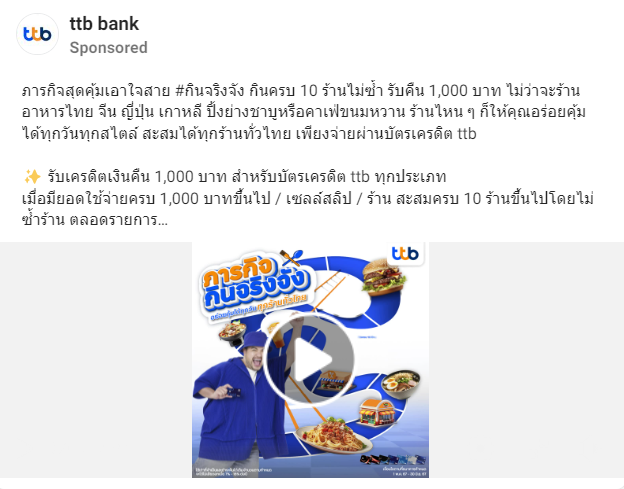 ttb
ttb bank
Sponsored
ภารกิจสุดคุ้มเอาใจสาย #กินจริงจัง กินครบ 10 ร้านไม่ซ้ำ รับคืน 1,000 บาท ไม่ว่าจะร้าน
อาหารไทย จีน ญี่ปุ่น เกาหลี ปิ้งย่างชาบูหรือคาเฟ่ขนมหวาน ร้านไหน ๆ ก็ให้คุณอร่อยคุ้ม
ได้ทุกวันทุกสไตล์ สะสมได้ทุกร้านทั่วไทย เพียงจ่ายผ่านบัตรเครดิต ttb
✨ รับเครดิตเงินคืน 1,000 บาท สำหรับบัตรเครดิต ttb ทุกประเภท
เมื่อมียอดใช้จ่ายครบ 1,000 บาทขึ้นไป / เซลล์สลิป / ร้าน สะสมครบ 10 ร้านขึ้นไปโดยไม่
ซ้ำร้าน ตลอดรายการ...
ttb
ภารกิจ
กินจริงจัง